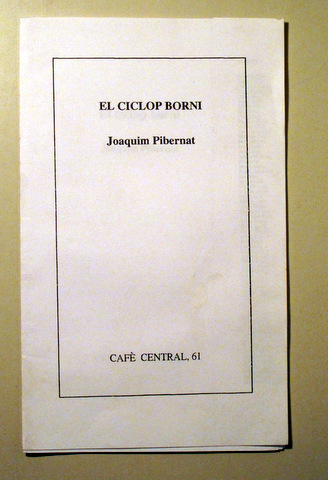 EL CICLOP BORNI
Joaquim Pibernat
CAFÈ CENTRAL, 61